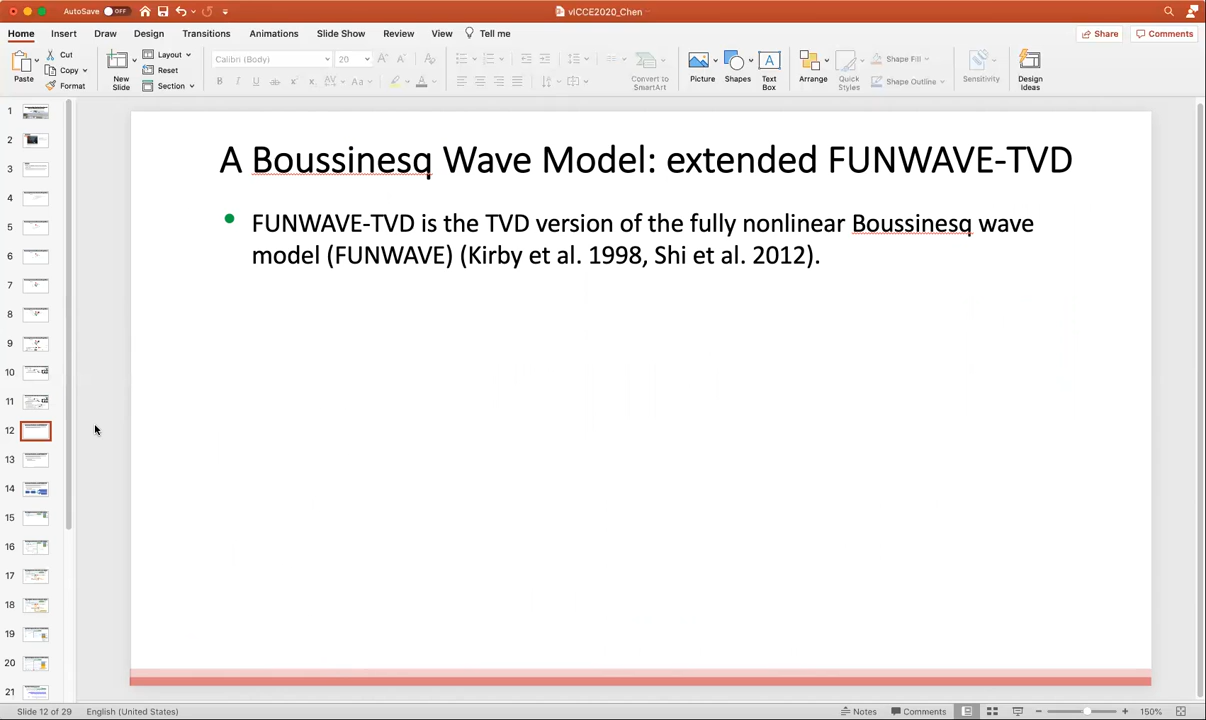 AutoSave OFF
vICCE2020_Chen
Home Insert Draw Design Transitions Animations Slide Show Review View Tell me Share Comments
Paste Cut Copy Format
New Slide Layout Reset Section
Calibri (Body) 20
Convert to SmartArt
Picture Shapes Text Box Arrange Quick Styles Shape Fill Shape Outline Sensitivity Design Ideas
1
2
3
4
5
6
7
8
9
10
11
12
13
14
15
16
17
18
19
20
21
A Boussinesq Wave Model: extended FUNWAVE-TVD
• FUNWAVE-TVD is the TVD version of the fully nonlinear Boussinesq wave
model (FUNWAVE) (Kirby et al. 1998, Shi et al. 2012).
Slide 12 of 29 English (United States) Notes Comments 150%